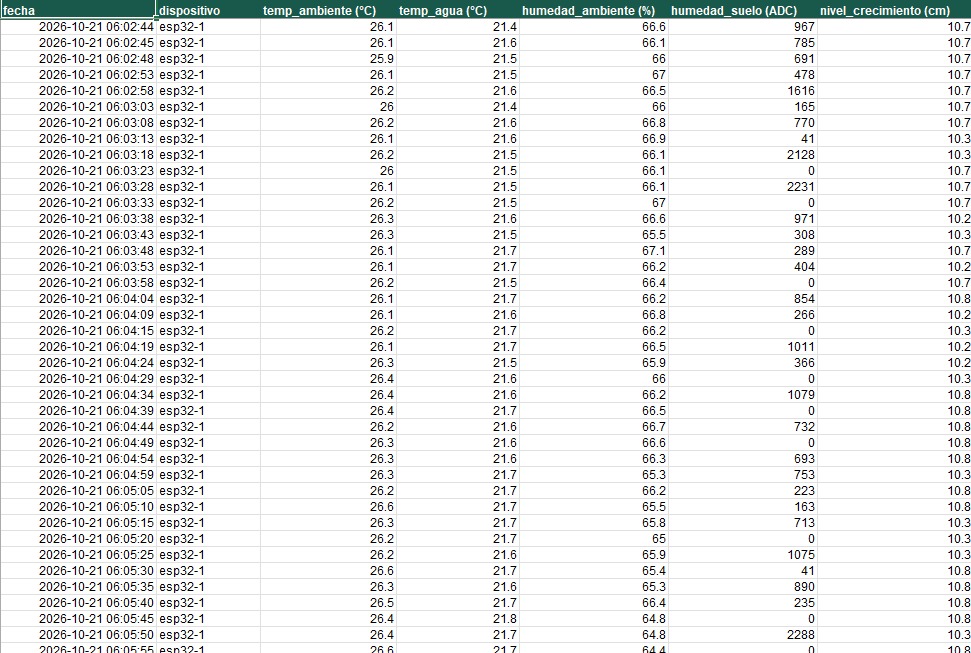 fecha dispositivo temp_ambiente (°C) temp_agua (°C) humedad_ambiente (%) humedad_suelo (ADC) nivel_crecimiento (cm)
2026-10-21 06:02:44 esp32-1 26.1 21.4 66.6 967 10.7
2026-10-21 06:02:45 esp32-1 26.1 21.6 66.1 785 10.7
2026-10-21 06:02:48 esp32-1 25.9 21.5 66 691 10.7
2026-10-21 06:02:53 esp32-1 26.1 21.5 67 478 10.7
2026-10-21 06:02:58 esp32-1 26.2 21.6 66.5 1616 10.7
2026-10-21 06:03:03 esp32-1 26 21.4 66 165 10.7
2026-10-21 06:03:08 esp32-1 26.2 21.6 66.8 770 10.7
2026-10-21 06:03:13 esp32-1 26.1 21.6 66.9 41 10.3
2026-10-21 06:03:18 esp32-1 26.2 21.5 66.1 2128 10.3
2026-10-21 06:03:23 esp32-1 26 21.5 66.1 0 10.7
2026-10-21 06:03:28 esp32-1 26.1 21.5 66.1 2231 10.7
2026-10-21 06:03:33 esp32-1 26.2 21.5 67 0 10.7
2026-10-21 06:03:38 esp32-1 26.3 21.6 66.6 971 10.2
2026-10-21 06:03:43 esp32-1 26.3 21.5 65.5 308 10.3
2026-10-21 06:03:48 esp32-1 26.1 21.7 67.1 289 10.7
2026-10-21 06:03:53 esp32-1 26.1 21.7 66.2 404 10.2
2026-10-21 06:03:58 esp32-1 26.2 21.5 66.4 0 10.7
2026-10-21 06:04:04 esp32-1 26.1 21.7 66.2 854 10.8
2026-10-21 06:04:09 esp32-1 26.1 21.6 66.8 266 10.2
2026-10-21 06:04:15 esp32-1 26.2 21.7 66.2 0 10.3
2026-10-21 06:04:19 esp32-1 26.1 21.7 66.5 1011 10.2
2026-10-21 06:04:24 esp32-1 26.3 21.5 65.9 366 10.2
2026-10-21 06:04:29 esp32-1 26.4 21.6 66 0 10.3
2026-10-21 06:04:34 esp32-1 26.4 21.6 66.2 1079 10.8
2026-10-21 06:04:39 esp32-1 26.4 21.7 66.5 0 10.8
2026-10-21 06:04:44 esp32-1 26.2 21.6 66.7 732 10.8
2026-10-21 06:04:49 esp32-1 26.3 21.6 66.6 0 10.8
2026-10-21 06:04:54 esp32-1 26.3 21.6 66.3 693 10.8
2026-10-21 06:04:59 esp32-1 26.3 21.7 65.3 753 10.3
2026-10-21 06:05:05 esp32-1 26.2 21.7 66.2 223 10.8
2026-10-21 06:05:10 esp32-1 26.6 21.7 65.5 163 10.8
2026-10-21 06:05:15 esp32-1 26.3 21.7 65.8 713 10.3
2026-10-21 06:05:20 esp32-1 26.2 21.7 65 0 10.3
2026-10-21 06:05:25 esp32-1 26.2 21.6 65.9 1075 10.3
2026-10-21 06:05:30 esp32-1 26.6 21.7 65.4 41 10.8
2026-10-21 06:05:35 esp32-1 26.3 21.6 65.3 890 10.8
2026-10-21 06:05:40 esp32-1 26.5 21.7 66.4 235 10.8
2026-10-21 06:05:45 esp32-1 26.4 21.8 64.8 0 10.8
2026-10-21 06:05:50 esp32-1 26.4 21.7 64.8 2288 10.3
2026-10-21 06:05:55 esp32-1 26.6 21.7 64.4 0 10.8